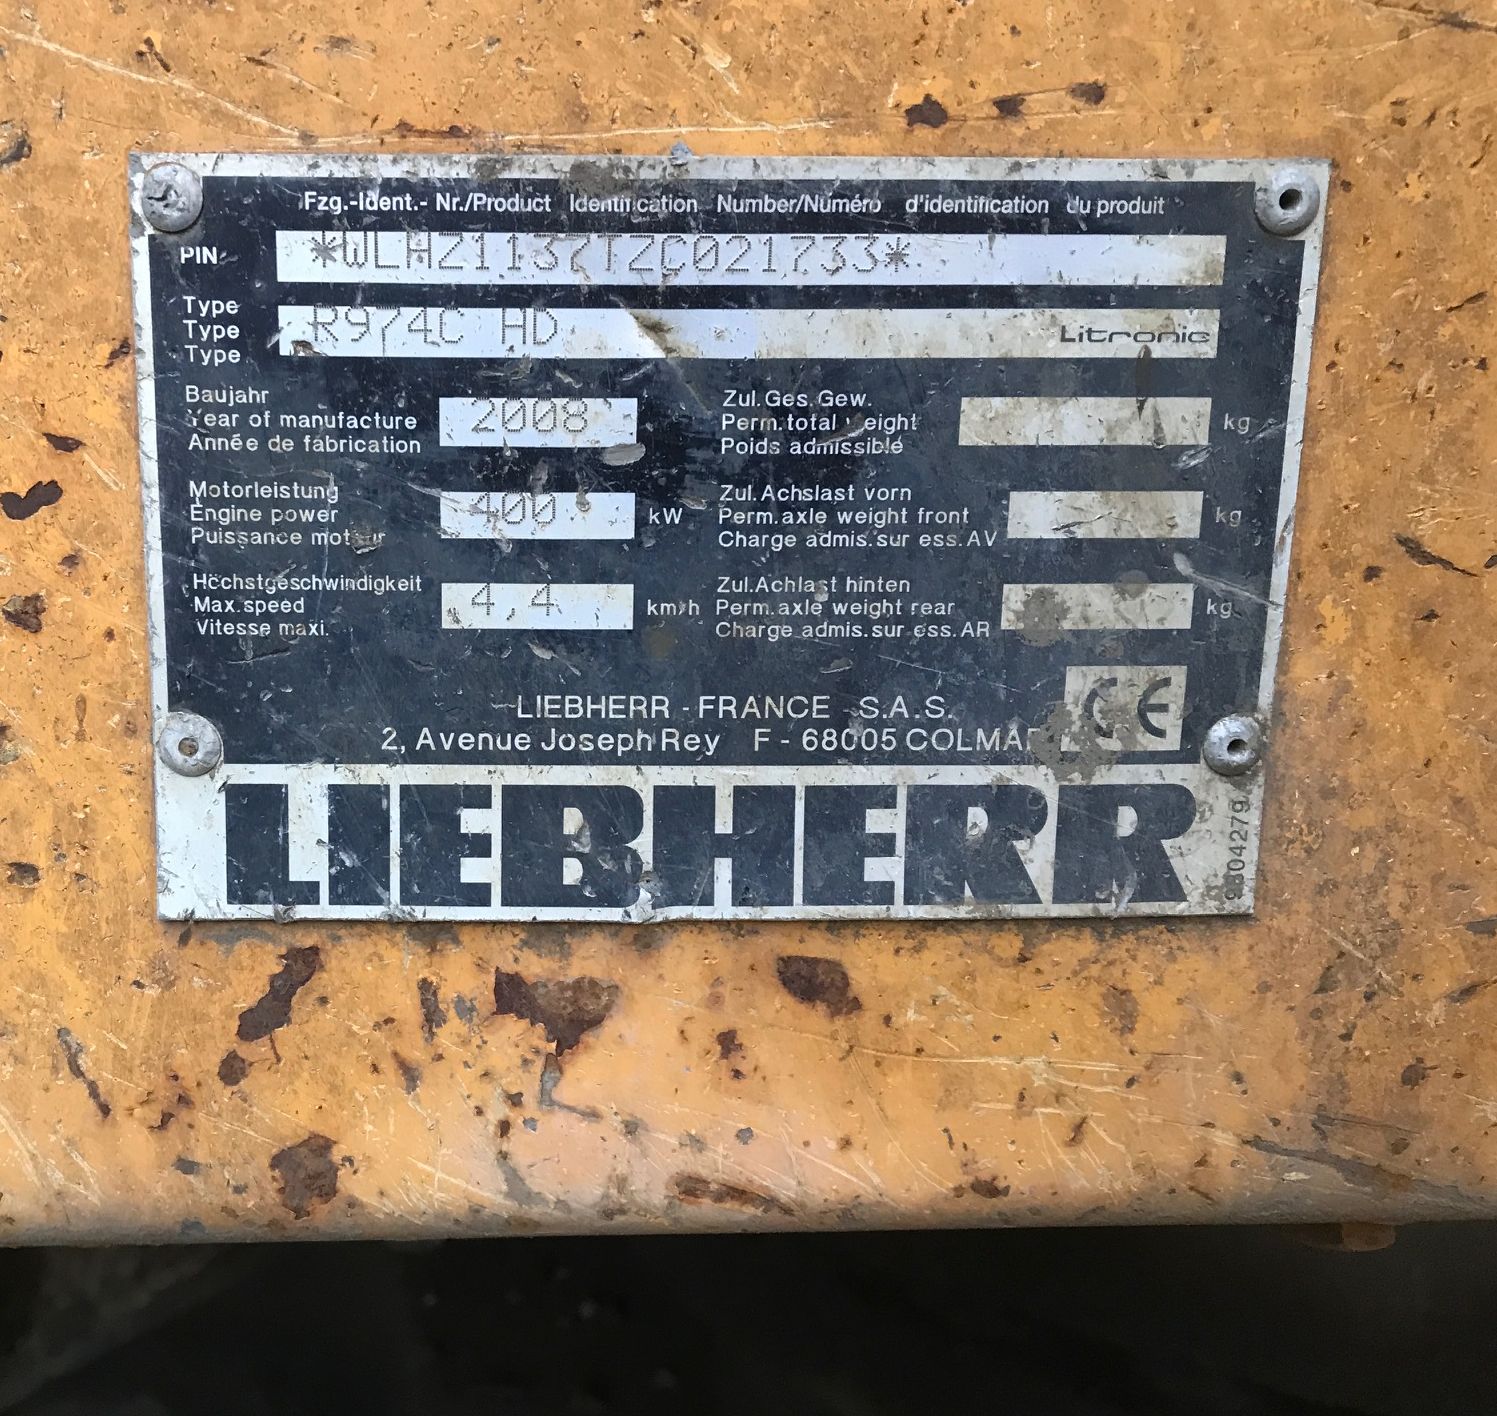 Fzg.-Ident.- Nr./Product Identification Number/Numéro d'identification du produit
PIN *WLHZ1137TZC021733*
Type
Type R974C HD Litronic
Type
Baujahr
Year of manufacture 2008
Année de fabrication
Zul. Ges. Gew.
Perm. total weight kg
Poids admissible
Motorleistung
Engine power 400 kW
Puissance moteur
Zul. Achslast vorn
Perm. axle weight front kg
Charge admis. sur ess. AV
Höchstgeschwindigkeit
Max. speed 4,4 km/h
Vitesse maxi.
Zul. Achlast hinten
Perm. axle weight rear kg
Charge admis. sur ess. AR
LIEBHERR - FRANCE S.A.S.
2, Avenue Joseph Rey F - 68005 COLMAR
CE
LIEBHERR
9804279